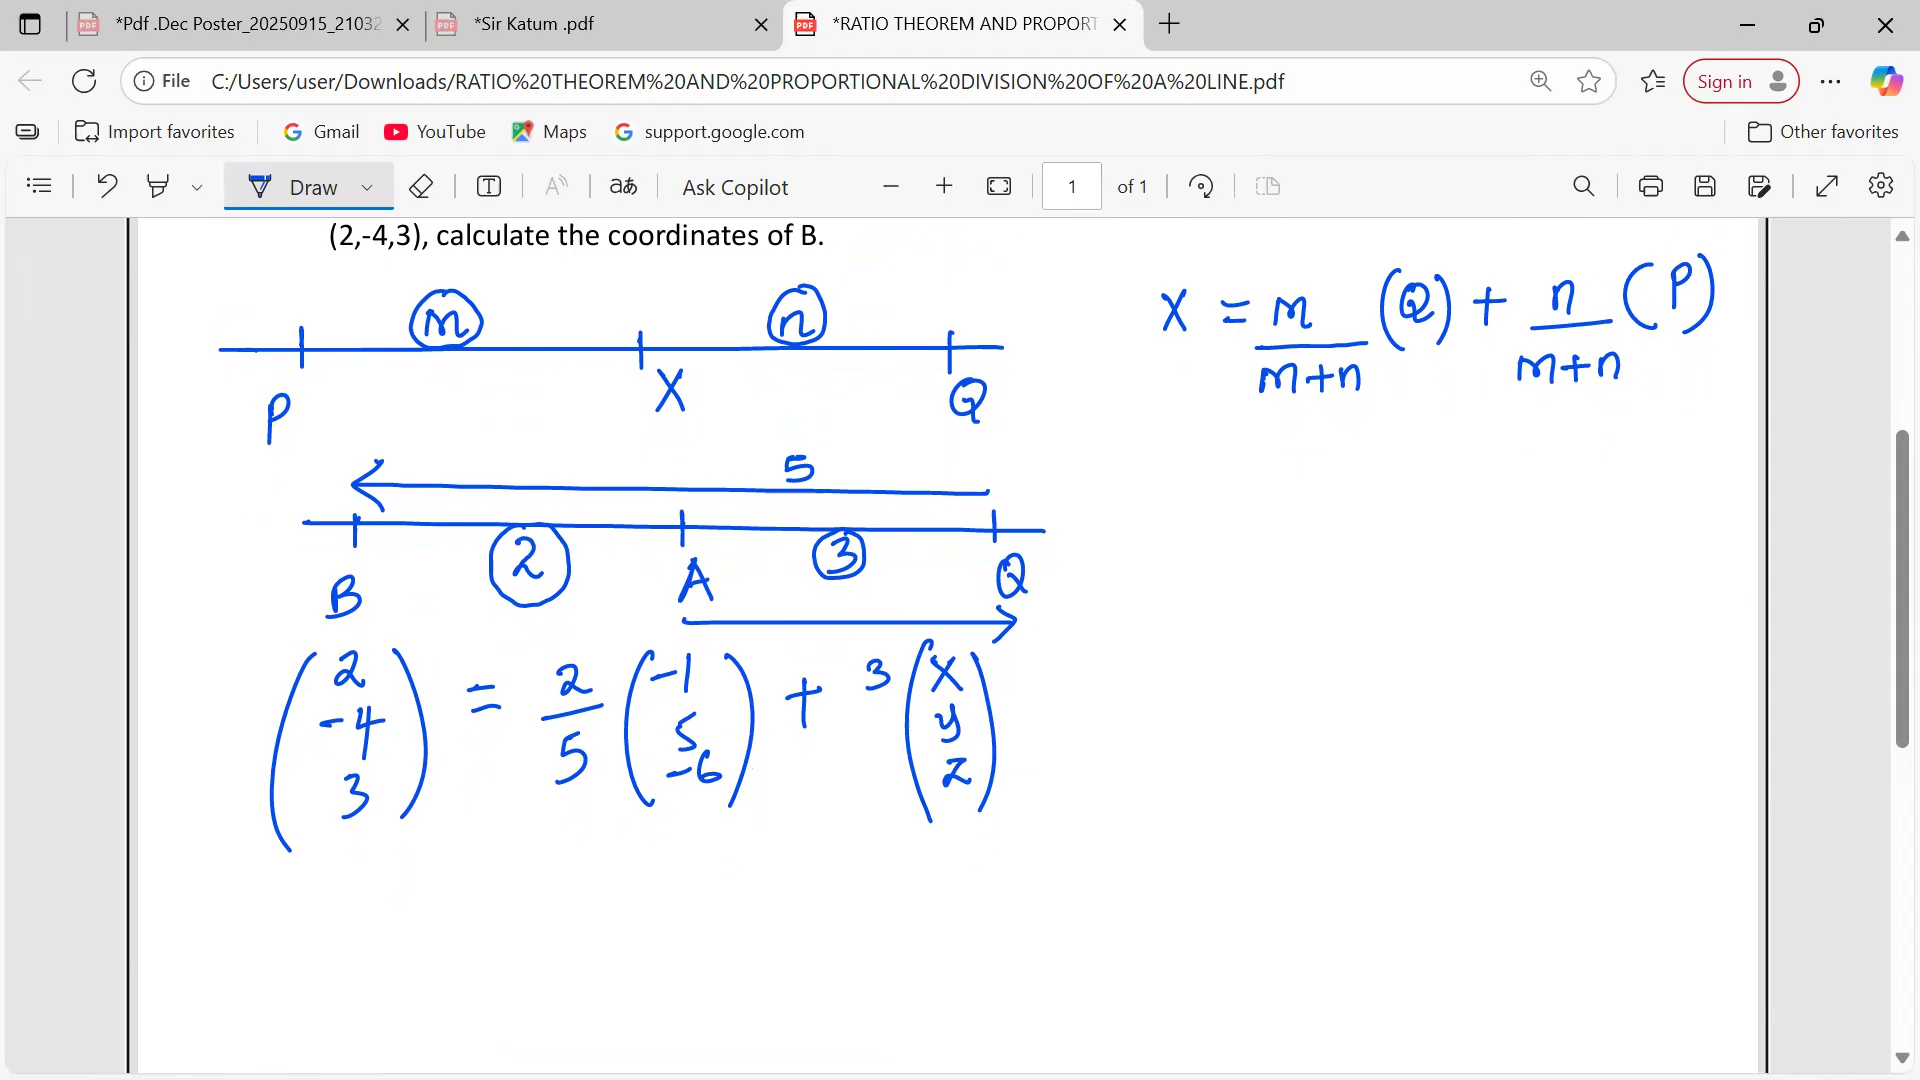 *Pdf .Dec Poster_20250915_21032
*Sir Katum .pdf
*RATIO THEOREM AND PROPORT
File C:/Users/user/Downloads/RATIO%20THEOREM%20AND%20PROPORTIONAL%20DIVISION%20OF%20A%20LINE.pdf
Sign in
Import favorites
Gmail
YouTube
Maps
support.google.com
Other favorites
Draw
aあ
Ask Copilot
1 of 1
(2,-4,3), calculate the coordinates of B.
m n
P X Q
X = m/(m+n) (Q) + n/(m+n) (P)
5
2 3
B A Q
(2 -4 3) = 2/5 (-1 5 -6) + 3 (x y z)